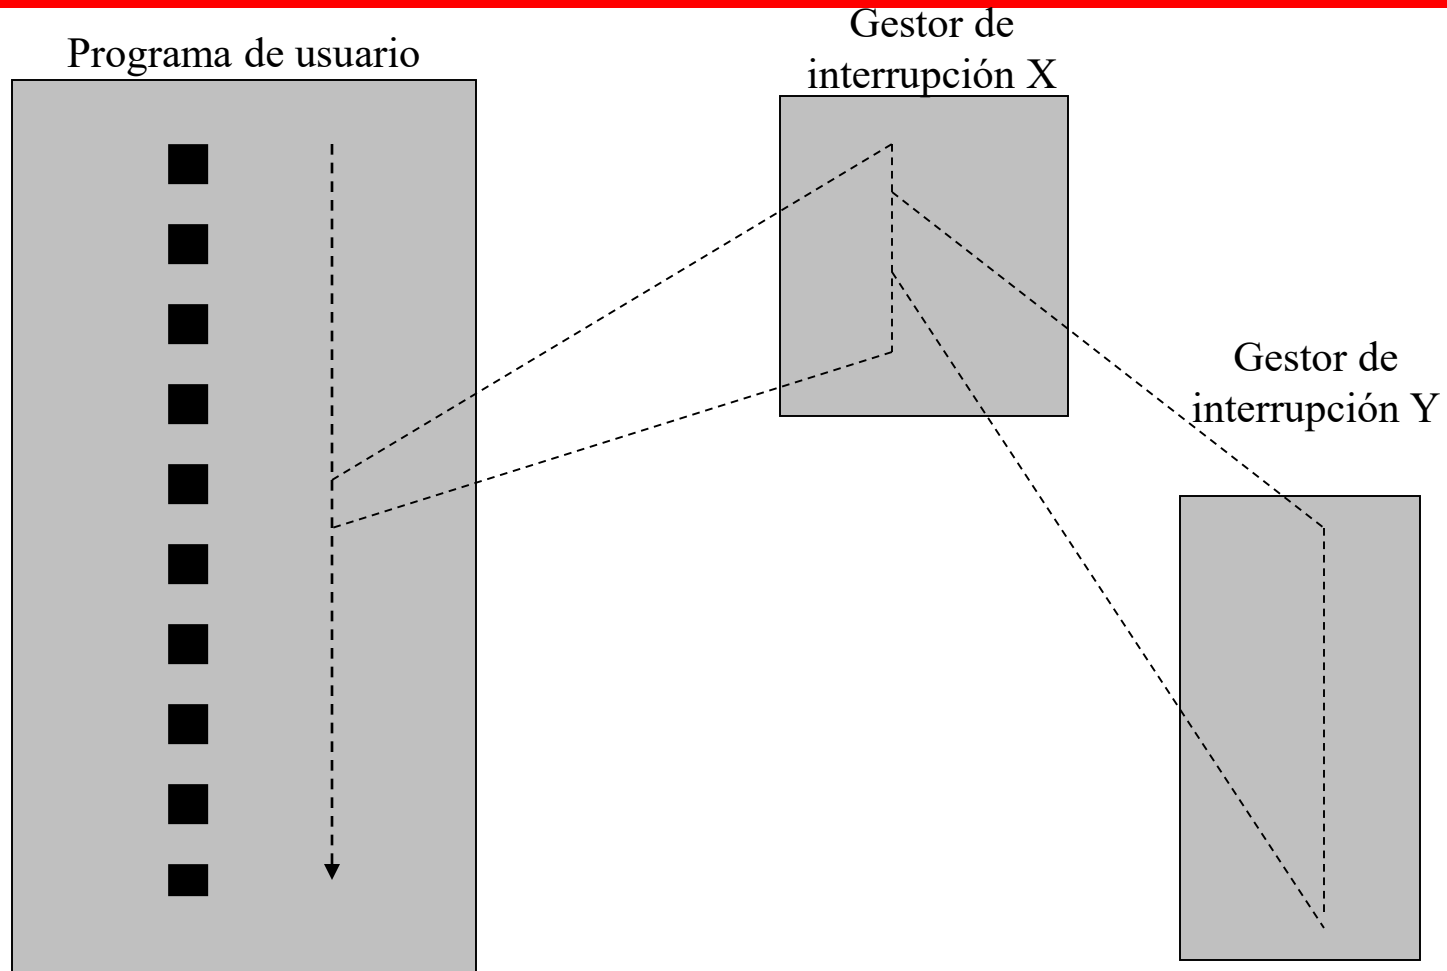 Programa de usuario
Gestor de
interrupción X
Gestor de
interrupción Y